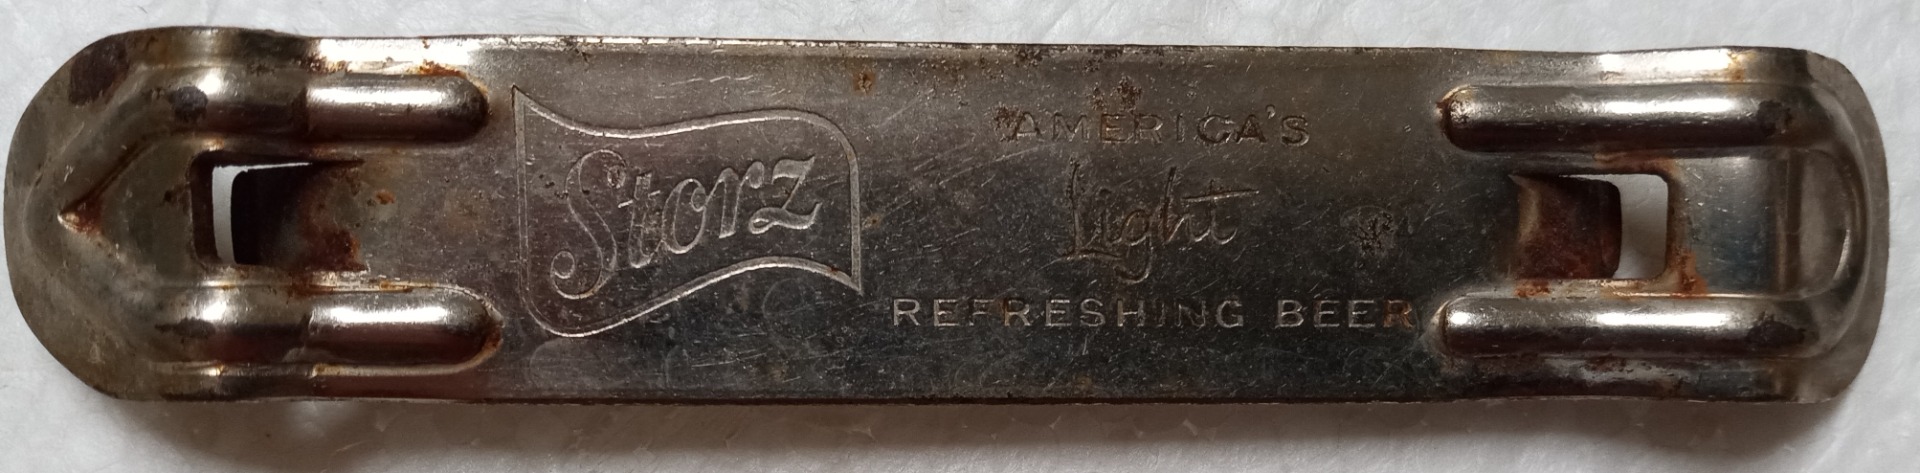 Storz
AMERICA'S
Light
REFRESHING BEER